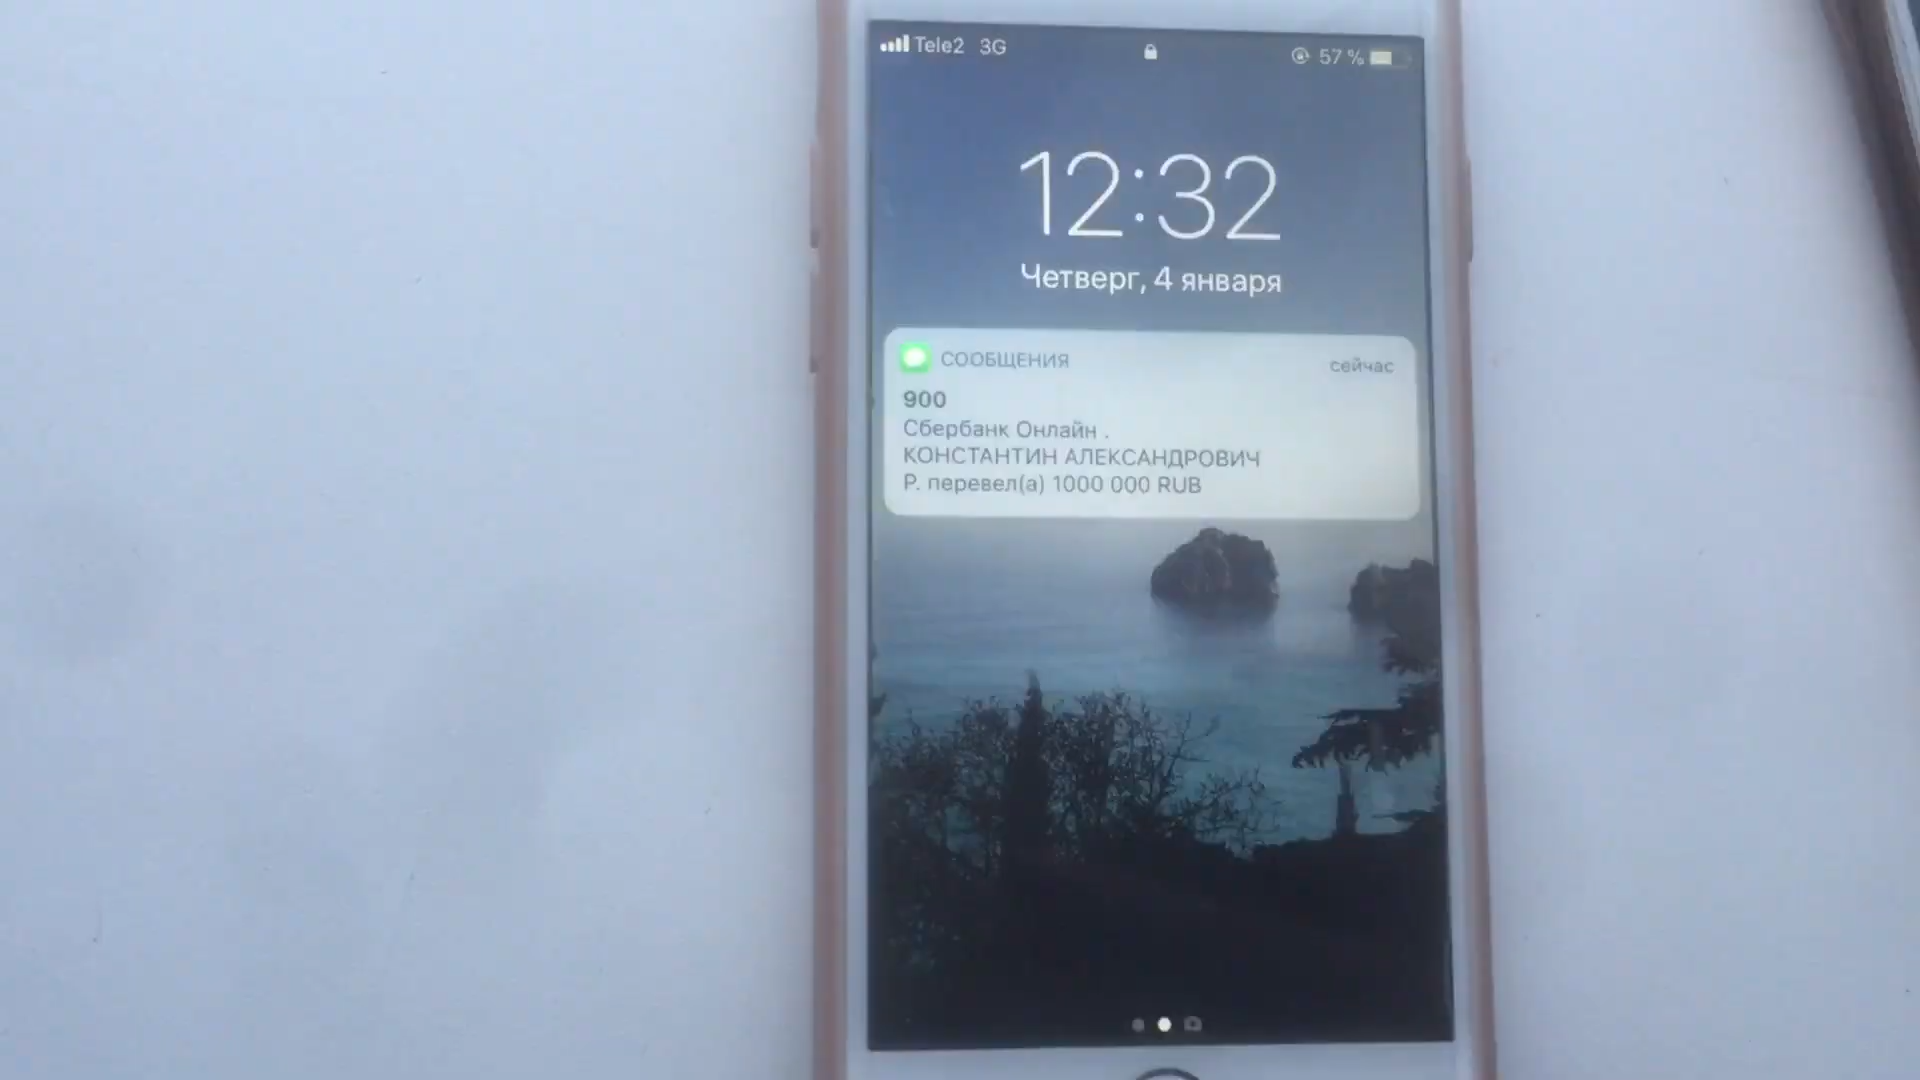 Tele2 3G 57 %
12:32
Четверг, 4 января
СООБЩЕНИЯ сейчас
900
Сбербанк Онлайн .
КОНСТАНТИН АЛЕКСАНДРОВИЧ
Р. перевел(а) 1000 000 RUB